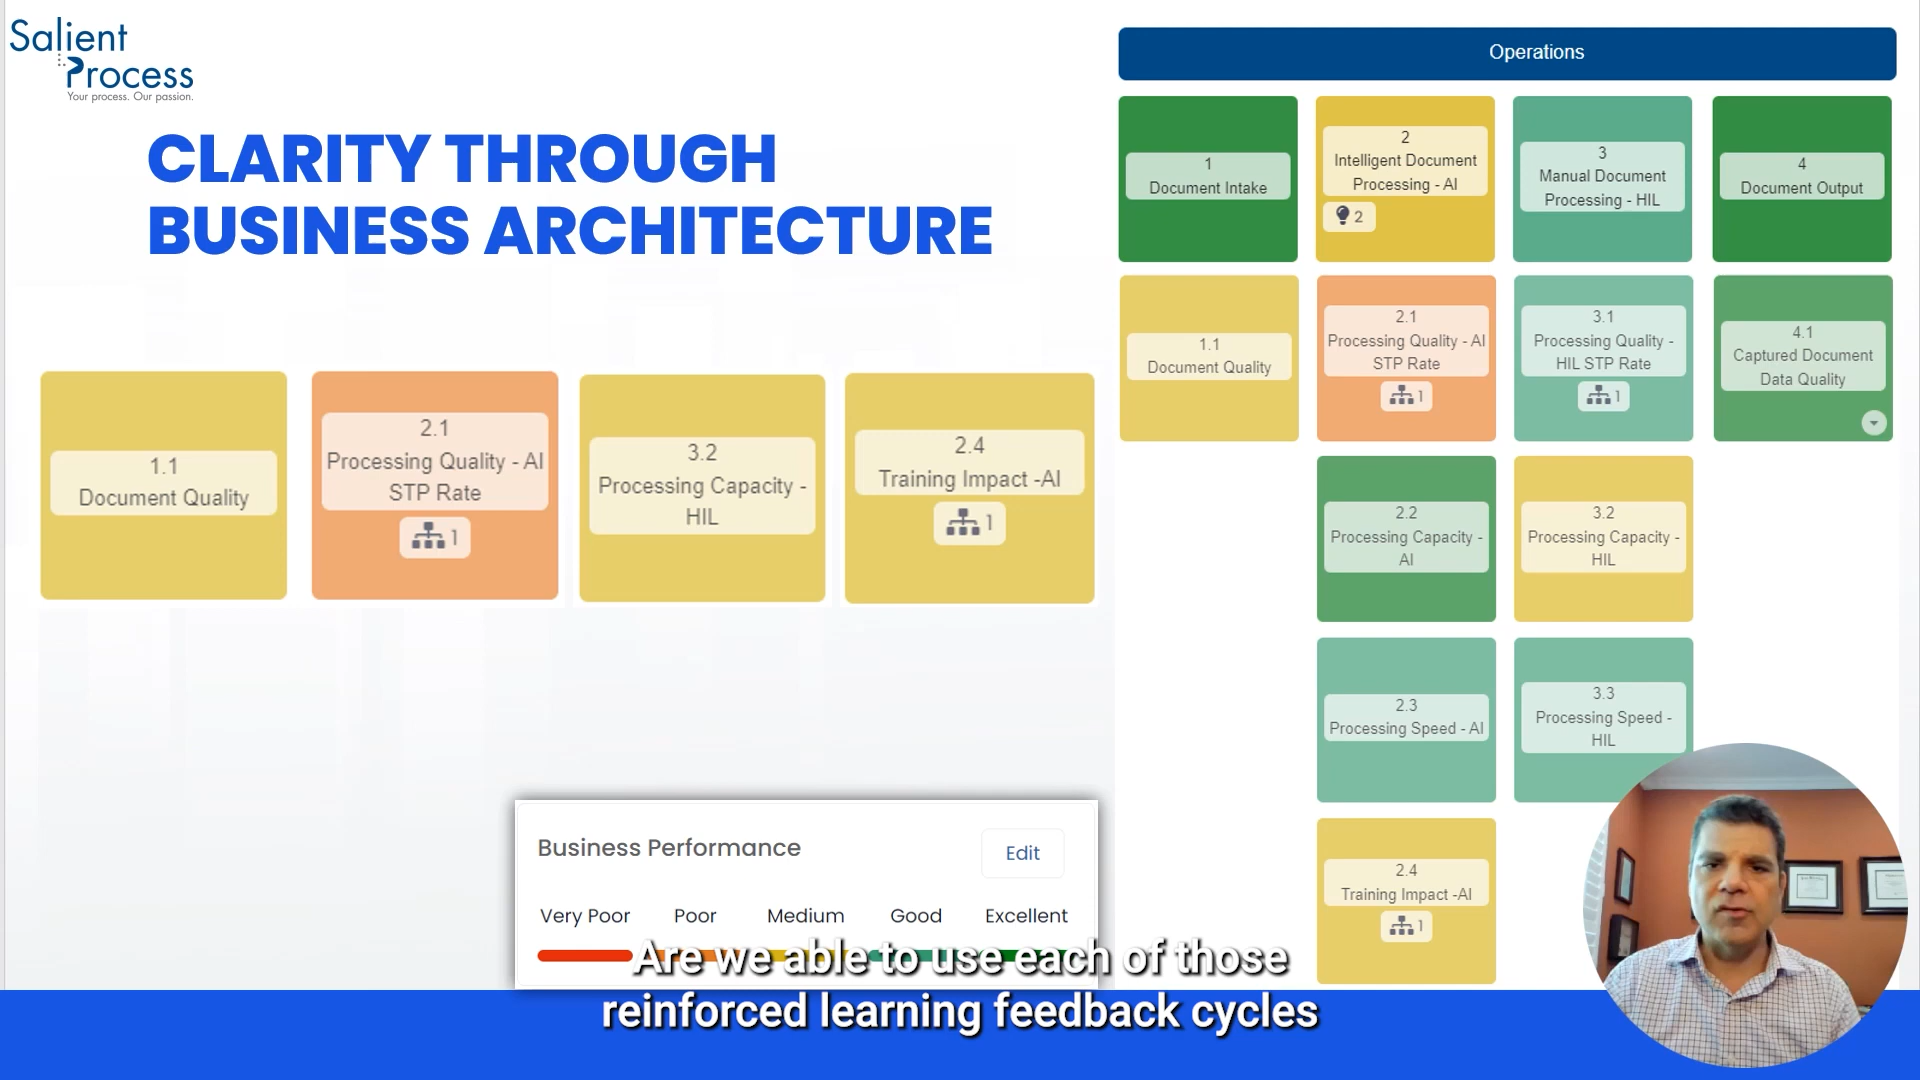 Salient
Process
Your process. Our passion.
CLARITY THROUGH
BUSINESS ARCHITECTURE
1.1
Document Quality
2.1
Processing Quality - AI
STP Rate
1
3.2
Processing Capacity -
HIL
2.4
Training Impact -AI
1
Operations
1
Document Intake
2
Intelligent Document
Processing - AI
2
3
Manual Document
Processing - HIL
4
Document Output
1.1
Document Quality
2.1
Processing Quality - AI
STP Rate
1
3.1
Processing Quality -
HIL STP Rate
1
4.1
Captured Document
Data Quality
2.2
Processing Capacity -
AI
3.2
Processing Capacity -
HIL
2.3
Processing Speed - AI
3.3
Processing Speed -
HIL
2.4
Training Impact -AI
1
Business Performance
Edit
Very Poor Poor Medium Good Excellent
Are we able to use each of those
reinforced learning feedback cycles